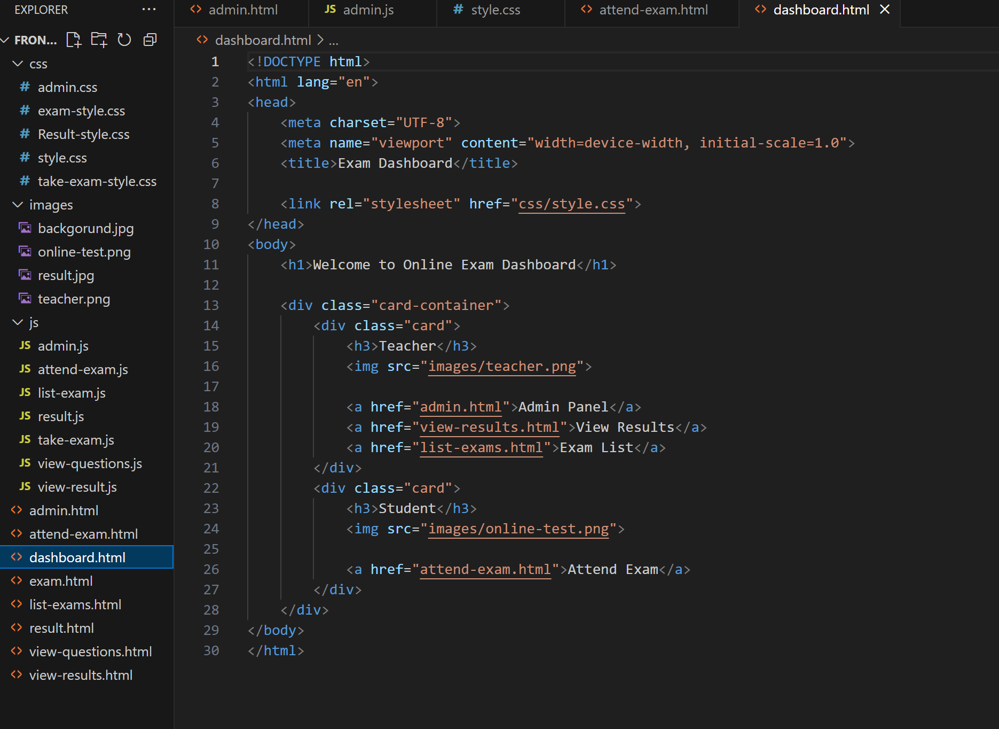 EXPLORER ...
FRON...
css
# admin.css
# exam-style.css
# Result-style.css
# style.css
# take-exam-style.css
images
backgorund.jpg
online-test.png
result.jpg
teacher.png
js
JS admin.js
JS attend-exam.js
JS list-exam.js
JS result.js
JS take-exam.js
JS view-questions.js
JS view-result.js
<> admin.html
<> attend-exam.html
<> dashboard.html
<> exam.html
<> list-exams.html
<> result.html
<> view-questions.html
<> view-results.html
<> admin.html JS admin.js # style.css <> attend-exam.html <> dashboard.html ×
<> dashboard.html > ...
1 <!DOCTYPE html>
2 <html lang="en">
3 <head>
4 <meta charset="UTF-8">
5 <meta name="viewport" content="width=device-width, initial-scale=1.0">
6 <title>Exam Dashboard</title>
7
8 <link rel="stylesheet" href="css/style.css">
9 </head>
10 <body>
11 <h1>Welcome to Online Exam Dashboard</h1>
12
13 <div class="card-container">
14 <div class="card">
15 <h3>Teacher</h3>
16 <img src="images/teacher.png">
17
18 <a href="admin.html">Admin Panel</a>
19 <a href="view-results.html">View Results</a>
20 <a href="list-exams.html">Exam List</a>
21 </div>
22 <div class="card">
23 <h3>Student</h3>
24 <img src="images/online-test.png">
25
26 <a href="attend-exam.html">Attend Exam</a>
27 </div>
28 </div>
29 </body>
30 </html>